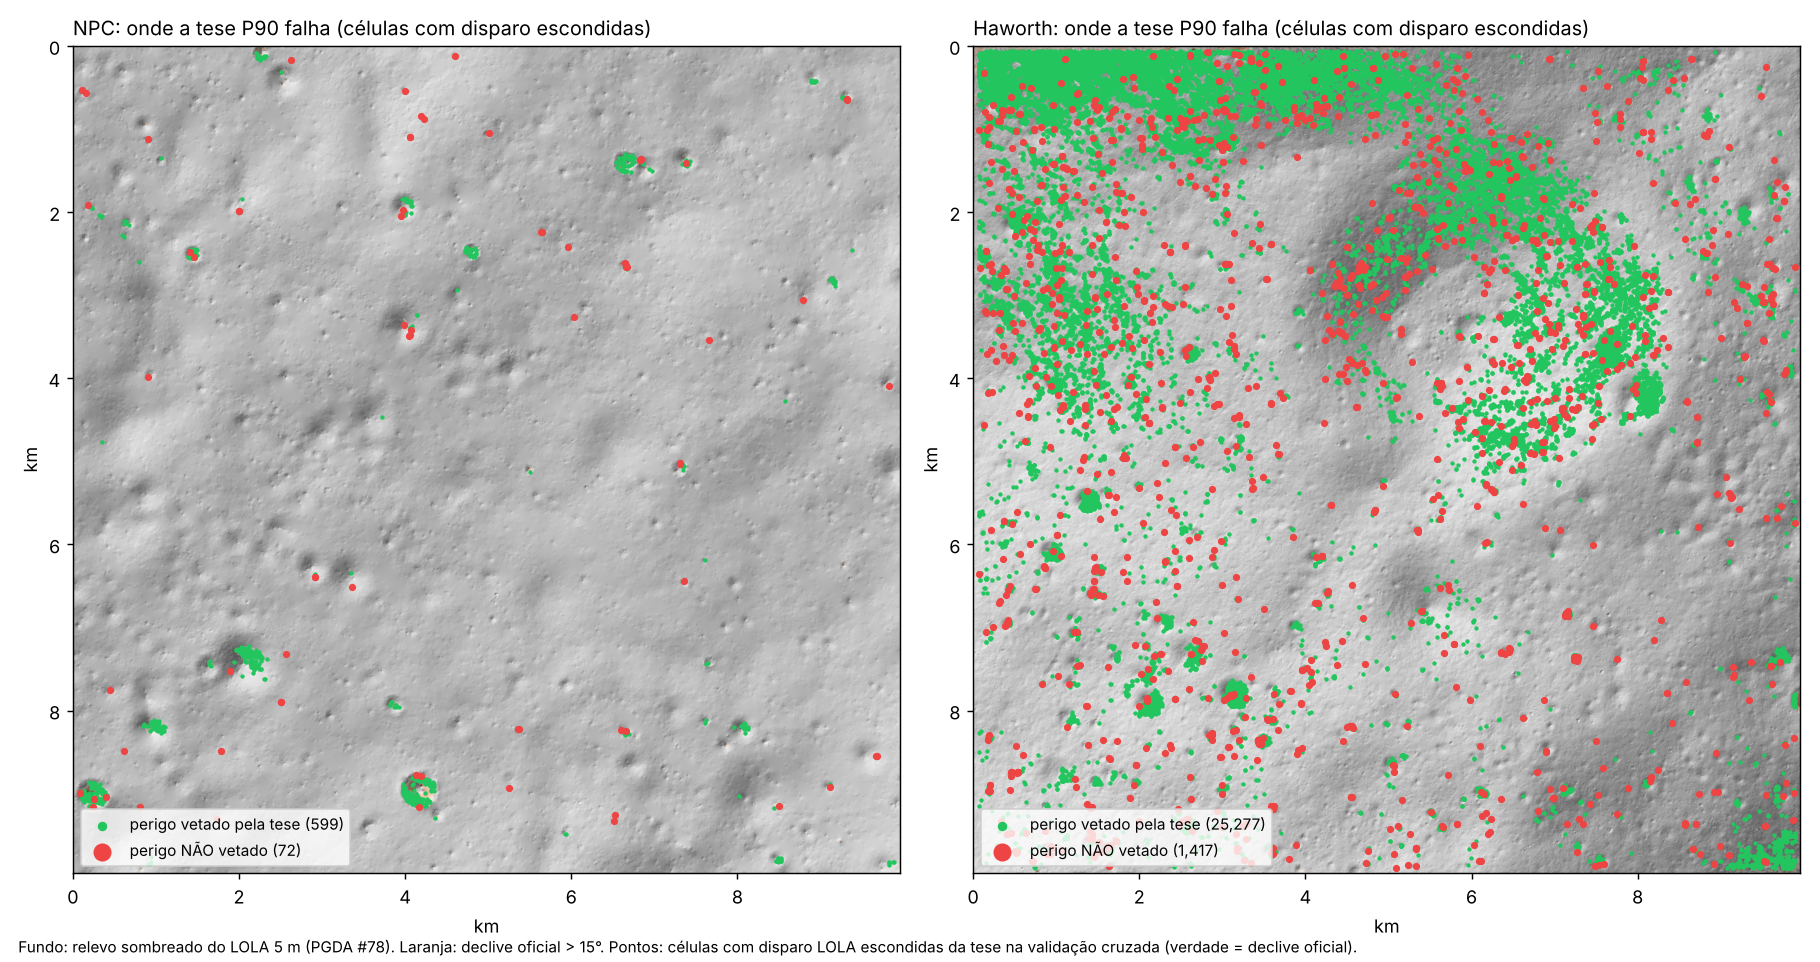 NPC: onde a tese P90 falha (células com disparo escondidas)
0
2
4
6
8
km
0
2
4
6
8
km
perigo vetado pela tese (599)
perigo NÃO vetado (72)
Haworth: onde a tese P90 falha (células com disparo escondidas)
0
2
4
6
8
km
0
2
4
6
8
km
perigo vetado pela tese (25,277)
perigo NÃO vetado (1,417)
Fundo: relevo sombreado do LOLA 5 m (PGDA #78). Laranja: declive oficial > 15°. Pontos: células com disparo LOLA escondidas da tese na validação cruzada (verdade = declive oficial).